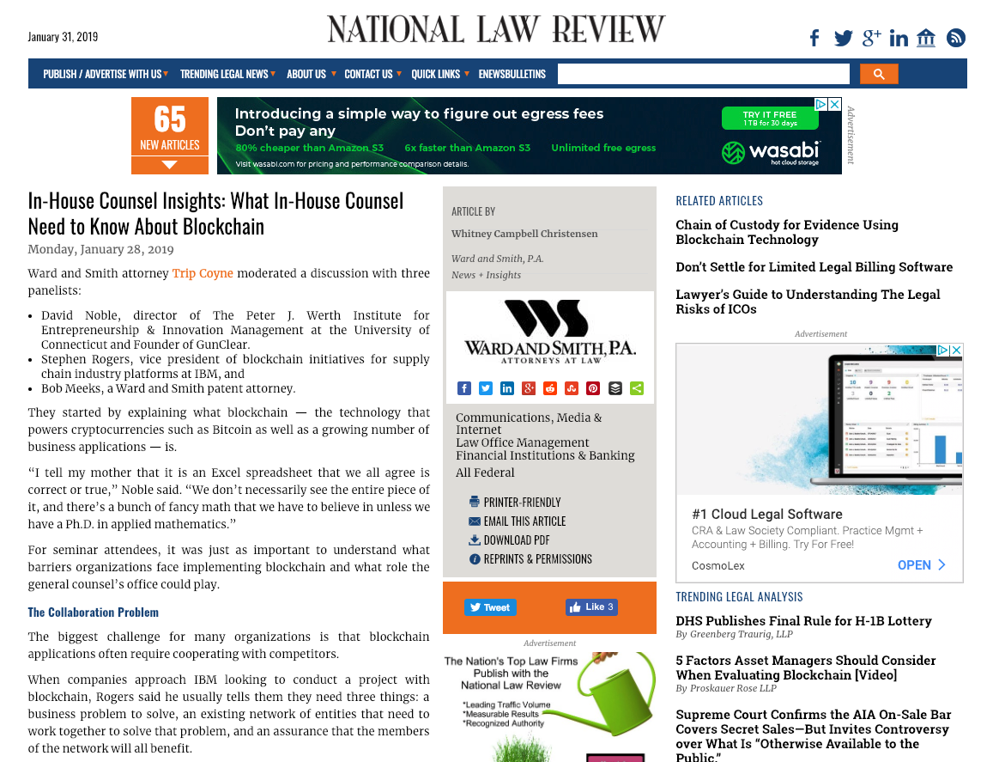 January 31, 2019
NATIONAL LAW REVIEW
PUBLISH / ADVERTISE WITH US
TRENDING LEGAL NEWS
ABOUT US
CONTACT US
QUICK LINKS
ENEWSBULLETINS
65
NEW ARTICLES
Introducing a simple way to figure out egress fees
Don't pay any
80% cheaper than Amazon S3 6x faster than Amazon S3 Unlimited free egress
Visit wasabi.com for pricing and performance comparison details.
TRY IT FREE
1 TB for 30 days
wasabi
hot cloud storage
Advertisement
In-House Counsel Insights: What In-House Counsel
Need to Know About Blockchain
Monday, January 28, 2019
Ward and Smith attorney Trip Coyne moderated a discussion with three
panelists:
• David Noble, director of The Peter J. Werth Institute for
Entrepreneurship & Innovation Management at the University of
Connecticut and Founder of GunClear.
• Stephen Rogers, vice president of blockchain initiatives for supply
chain industry platforms at IBM, and
• Bob Meeks, a Ward and Smith patent attorney.
They started by explaining what blockchain — the technology that
powers cryptocurrencies such as Bitcoin as well as a growing number of
business applications — is.
“I tell my mother that it is an Excel spreadsheet that we all agree is
correct or true,” Noble said. “We don’t necessarily see the entire piece of
it, and there’s a bunch of fancy math that we have to believe in unless we
have a Ph.D. in applied mathematics.”
For seminar attendees, it was just as important to understand what
barriers organizations face implementing blockchain and what role the
general counsel’s office could play.
The Collaboration Problem
The biggest challenge for many organizations is that blockchain
applications often require cooperating with competitors.
When companies approach IBM looking to conduct a project with
blockchain, Rogers said he usually tells them they need three things: a
business problem to solve, an existing network of entities that need to
work together to solve that problem, and an assurance that the members
of the network will all benefit.
ARTICLE BY
Whitney Campbell Christensen
Ward and Smith, P.A.
News + Insights
WS
WARD AND SMITH, P.A.
ATTORNEYS AT LAW
Communications, Media &
Internet
Law Office Management
Financial Institutions & Banking
All Federal
PRINTER-FRIENDLY
EMAIL THIS ARTICLE
DOWNLOAD PDF
REPRINTS & PERMISSIONS
Tweet
Like 3
Advertisement
The Nation's Top Law Firms
Publish with the
National Law Review
*Leading Traffic Volume
*Measurable Results
*Recognized Authority
RELATED ARTICLES
Chain of Custody for Evidence Using
Blockchain Technology
Don’t Settle for Limited Legal Billing Software
Lawyer’s Guide to Understanding The Legal
Risks of ICOs
Advertisement
#1 Cloud Legal Software
CRA & Law Society Compliant. Practice Mgmt +
Accounting + Billing. Try For Free!
CosmoLex
OPEN
TRENDING LEGAL ANALYSIS
DHS Publishes Final Rule for H-1B Lottery
By Greenberg Traurig, LLP
5 Factors Asset Managers Should Consider
When Evaluating Blockchain [Video]
By Proskauer Rose LLP
Supreme Court Confirms the AIA On-Sale Bar
Covers Secret Sales—But Invites Controversy
over What Is “Otherwise Available to the
Public.”